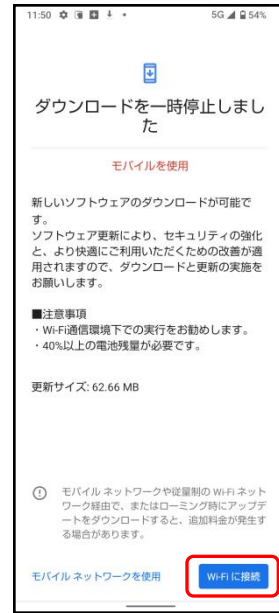 11:50 5G 54%
ダウンロードを一時停止しまし
た
モバイルを使用
新しいソフトウェアのダウンロードが可能で
す。
ソフトウェア更新により、セキュリティの強化
と、より快適にご利用いただくための改善が適
用されますので、ダウンロードと更新の実施を
お願いします。
■注意事項
・Wi-Fi通信環境下での実行をお勧めします。
・40%以上の電池残量が必要です。
更新サイズ: 62.66 MB
モバイル ネットワークや従量制の Wi-Fi ネット
ワーク経由で、またはローミング時にアップデ
ートをダウンロードすると、追加料金が発生す
る場合があります。
モバイル ネットワークを使用 Wi-Fi に接続